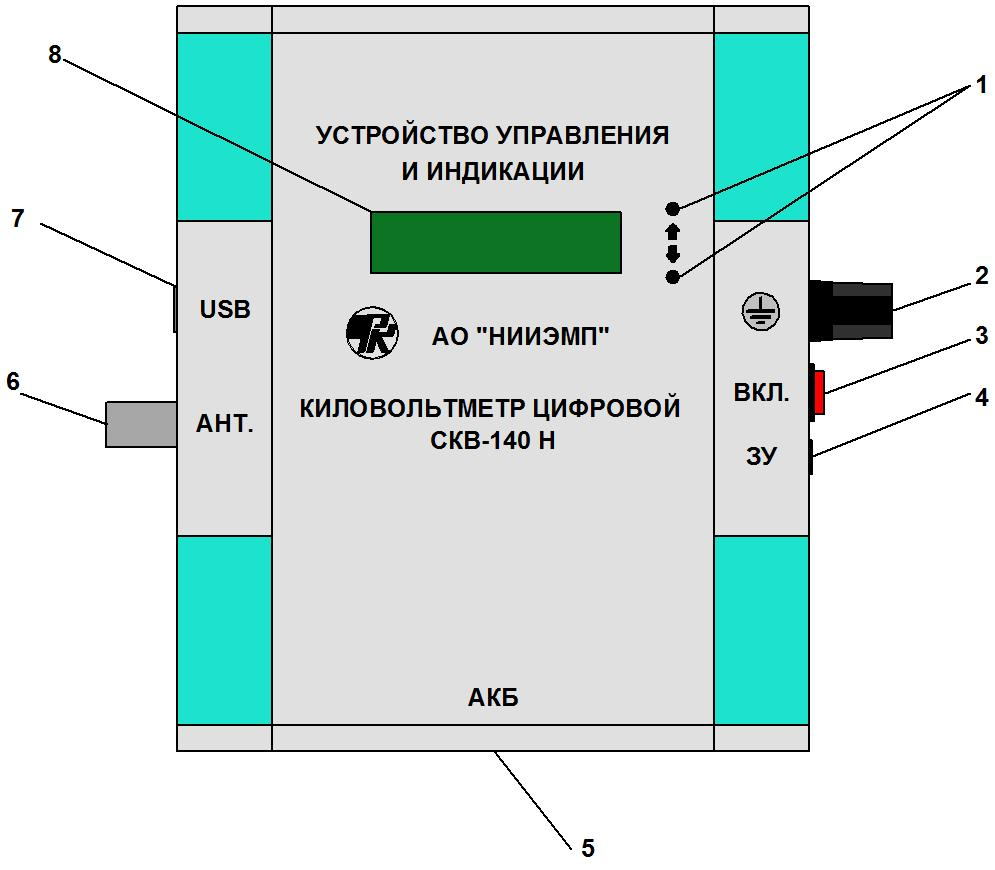 8
1
УСТРОЙСТВО УПРАВЛЕНИЯ
И ИНДИКАЦИИ
7
2
USB
АО "НИИЭМП"
3
6
ВКЛ.
4
АНТ.
КИЛОВОЛЬТМЕТР ЦИФРОВОЙ
СКВ-140 Н
ЗУ
АКБ
5